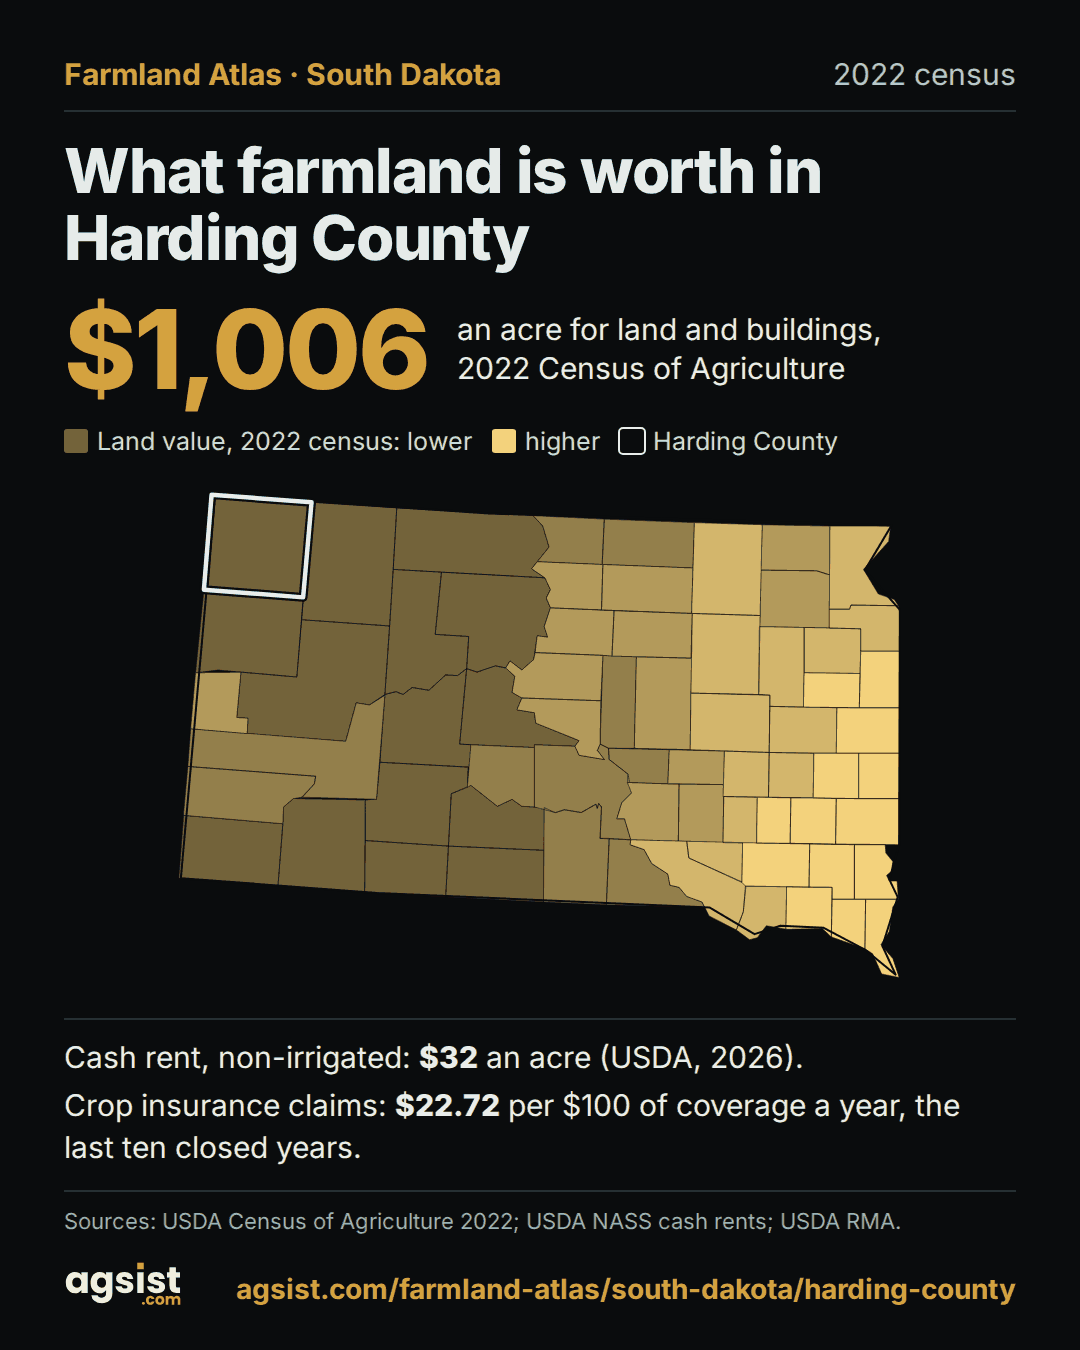 Farmland Atlas · South Dakota
2022 census
What farmland is worth in
Harding County
$1,006
an acre for land and buildings,
2022 Census of Agriculture
Land value, 2022 census: lower
higher
Harding County
Cash rent, non-irrigated: $32 an acre (USDA, 2026).
Crop insurance claims: $22.72 per $100 of coverage a year, the
last ten closed years.
Sources: USDA Census of Agriculture 2022; USDA NASS cash rents; USDA RMA.
agsist
.com
agsist.com/farmland-atlas/south-dakota/harding-county